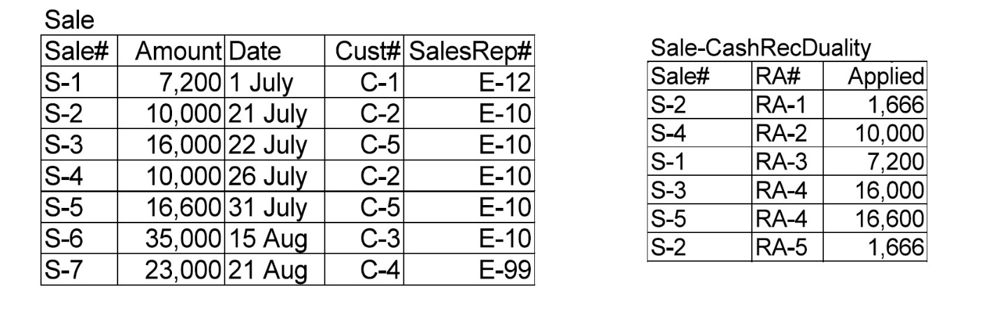 Sale
Sale# Amount Date Cust# SalesRep#
S-1 7,200 1 July C-1 E-12
S-2 10,000 21 July C-2 E-10
S-3 16,000 22 July C-5 E-10
S-4 10,000 26 July C-2 E-10
S-5 16,600 31 July C-5 E-10
S-6 35,000 15 Aug C-3 E-10
S-7 23,000 21 Aug C-4 E-99
Sale-CashRecDuality
Sale# RA# Applied
S-2 RA-1 1,666
S-4 RA-2 10,000
S-1 RA-3 7,200
S-3 RA-4 16,000
S-5 RA-4 16,600
S-2 RA-5 1,666